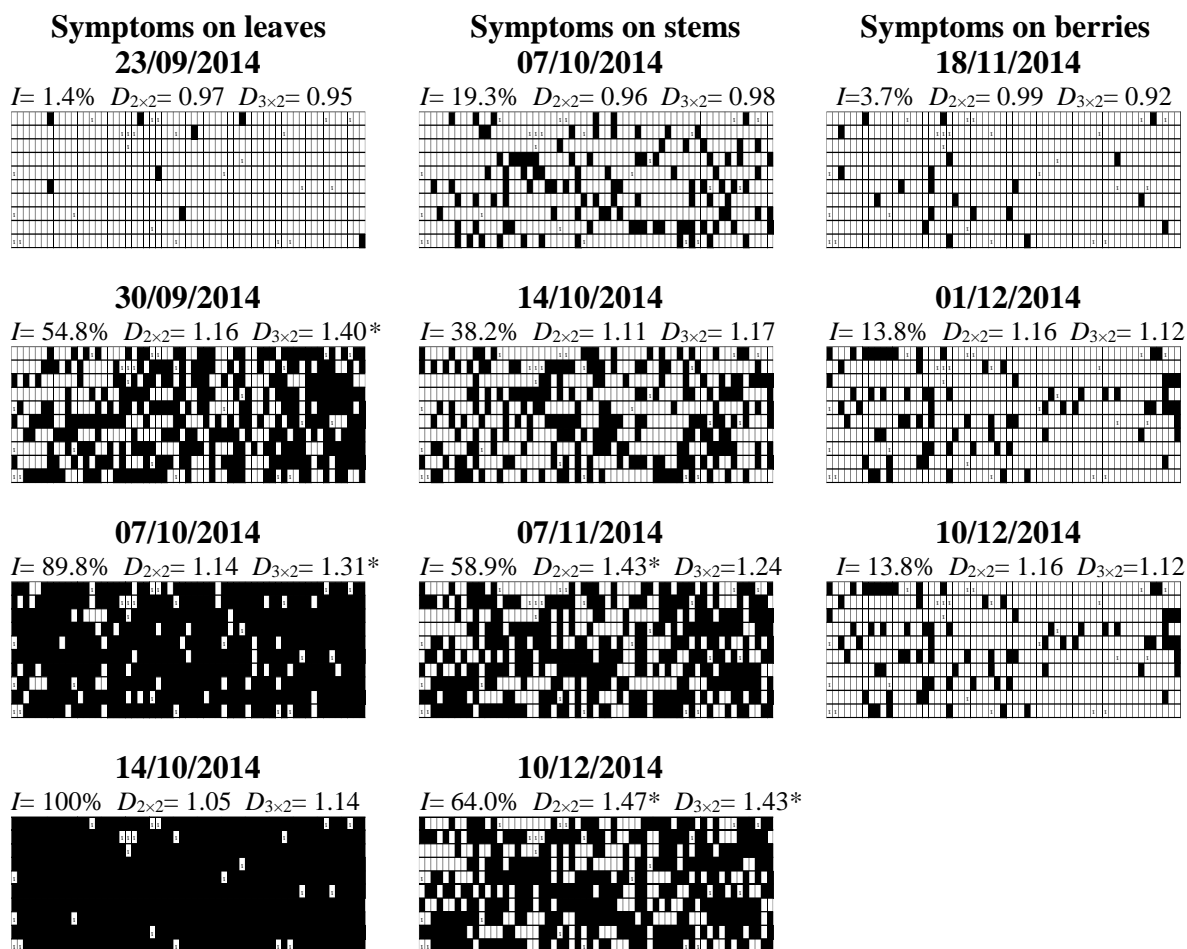 Symptoms on leaves
23/09/2014
I= 1.4% D2×2= 0.97 D3×2= 0.95
Symptoms on stems
07/10/2014
I= 19.3% D2×2= 0.96 D3×2= 0.98
Symptoms on berries
18/11/2014
I=3.7% D2×2= 0.99 D3×2= 0.92
30/09/2014
I= 54.8% D2×2= 1.16 D3×2= 1.40*
14/10/2014
I= 38.2% D2×2= 1.11 D3×2= 1.17
01/12/2014
I= 13.8% D2×2= 1.16 D3×2= 1.12
07/10/2014
I= 89.8% D2×2= 1.14 D3×2= 1.31*
07/11/2014
I= 58.9% D2×2= 1.43* D3×2=1.24
10/12/2014
I= 13.8% D2×2= 1.16 D3×2=1.12
14/10/2014
I= 100% D2×2= 1.05 D3×2= 1.14
10/12/2014
I= 64.0% D2×2= 1.47* D3×2= 1.43*